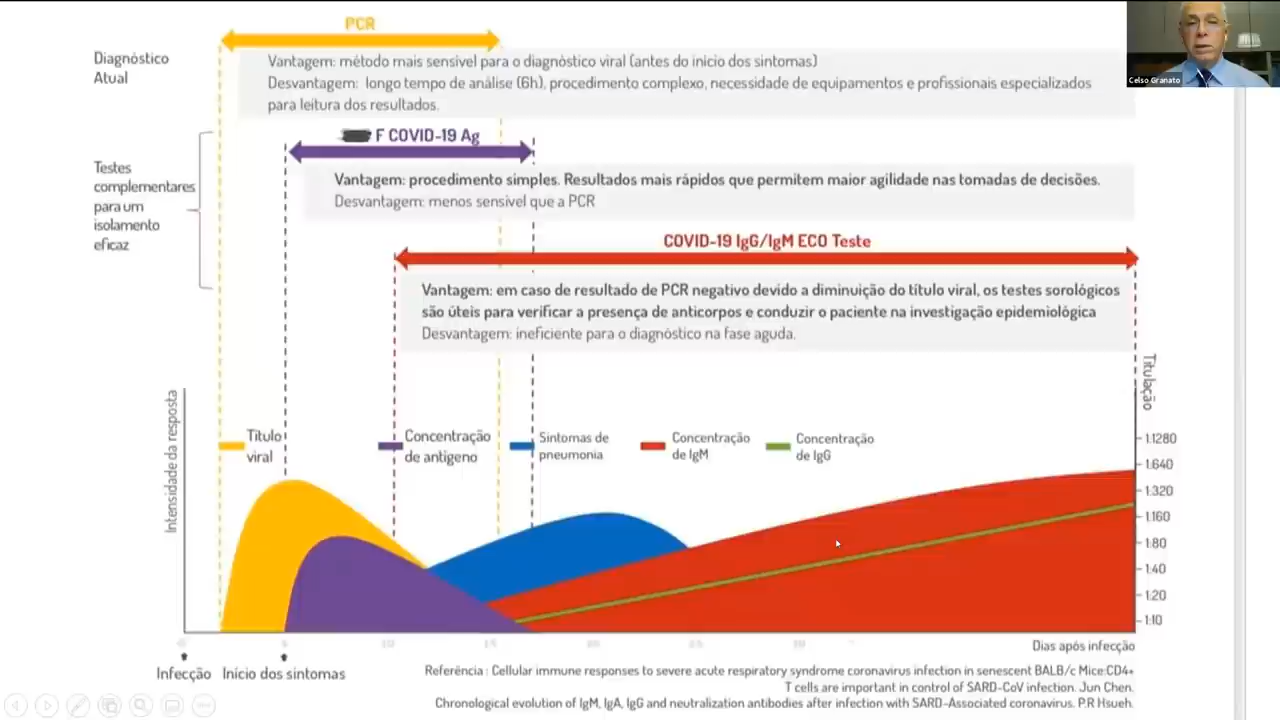 PCR
Diagnóstico
Atual
Vantagem: método mais sensível para o diagnóstico viral (antes do inicio dos sintomas)
Desvantagem: longo tempo de análise (6h), procedimento complexo, necessidade de equipamentos e profissionais especializados
para leitura dos resultados.
Celso Granato
F COVID-19 Ag
Testes
complementares
para um
isolamento
eficaz
Vantagem: procedimento simples. Resultados mais rápidos que permitem maior agilidade nas tomadas de decisões.
Desvantagem: menos sensível que a PCR
COVID-19 IgG/IgM ECO Teste
Vantagem: em caso de resultado de PCR negativo devido a diminuição do título viral, os testes sorológicos
são úteis para verificar a presença de anticorpos e conduzir o paciente na investigação epidemiológica
Desvantagem: ineficiente para o diagnóstico na fase aguda.
Intensidade da resposta
Titulação
Título
viral
Concentração
de antígeno
Sintomas de
pneumonia
Concentração
de IgM
Concentração
de IgG
1:1280
1:640
1:320
1:160
1:80
1:40
1:20
1:10
0 5 10 15 20 25 30
Dias após infecção
Infecção
Início dos sintomas
Referência : Cellular immune responses to severe acute respiratory syndrome coronavirus infection in senescent BALB/c Mice:CD4+
T cells are important in control of SARD-CoV infection. Jun Chen.
Chronological evolution of IgM, IgA, IgG and neutralization antibodies after infection with SARD-Associated coronavirus. P.R Hsueh.